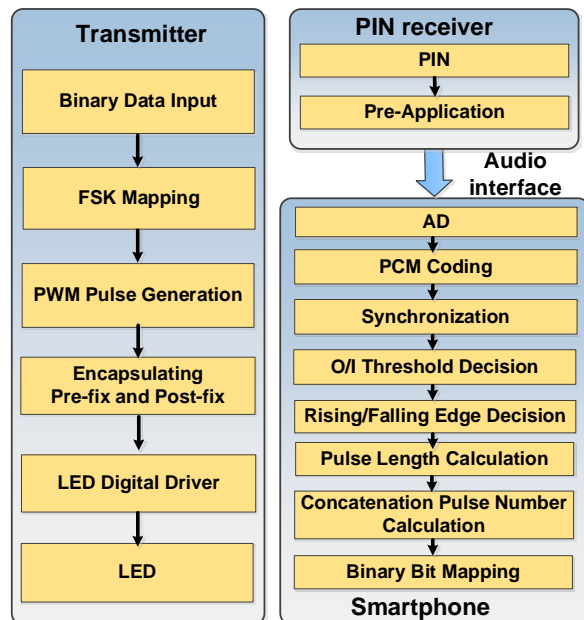 Transmitter
Binary Data Input
FSK Mapping
PWM Pulse Generation
Encapsulating
Pre-fix and Post-fix
LED Digital Driver
LED
PIN receiver
PIN
Pre-Application
Audio
interface
AD
PCM Coding
Synchronization
O/I Threshold Decision
Rising/Falling Edge Decision
Pulse Length Calculation
Concatenation Pulse Number
Calculation
Binary Bit Mapping
Smartphone